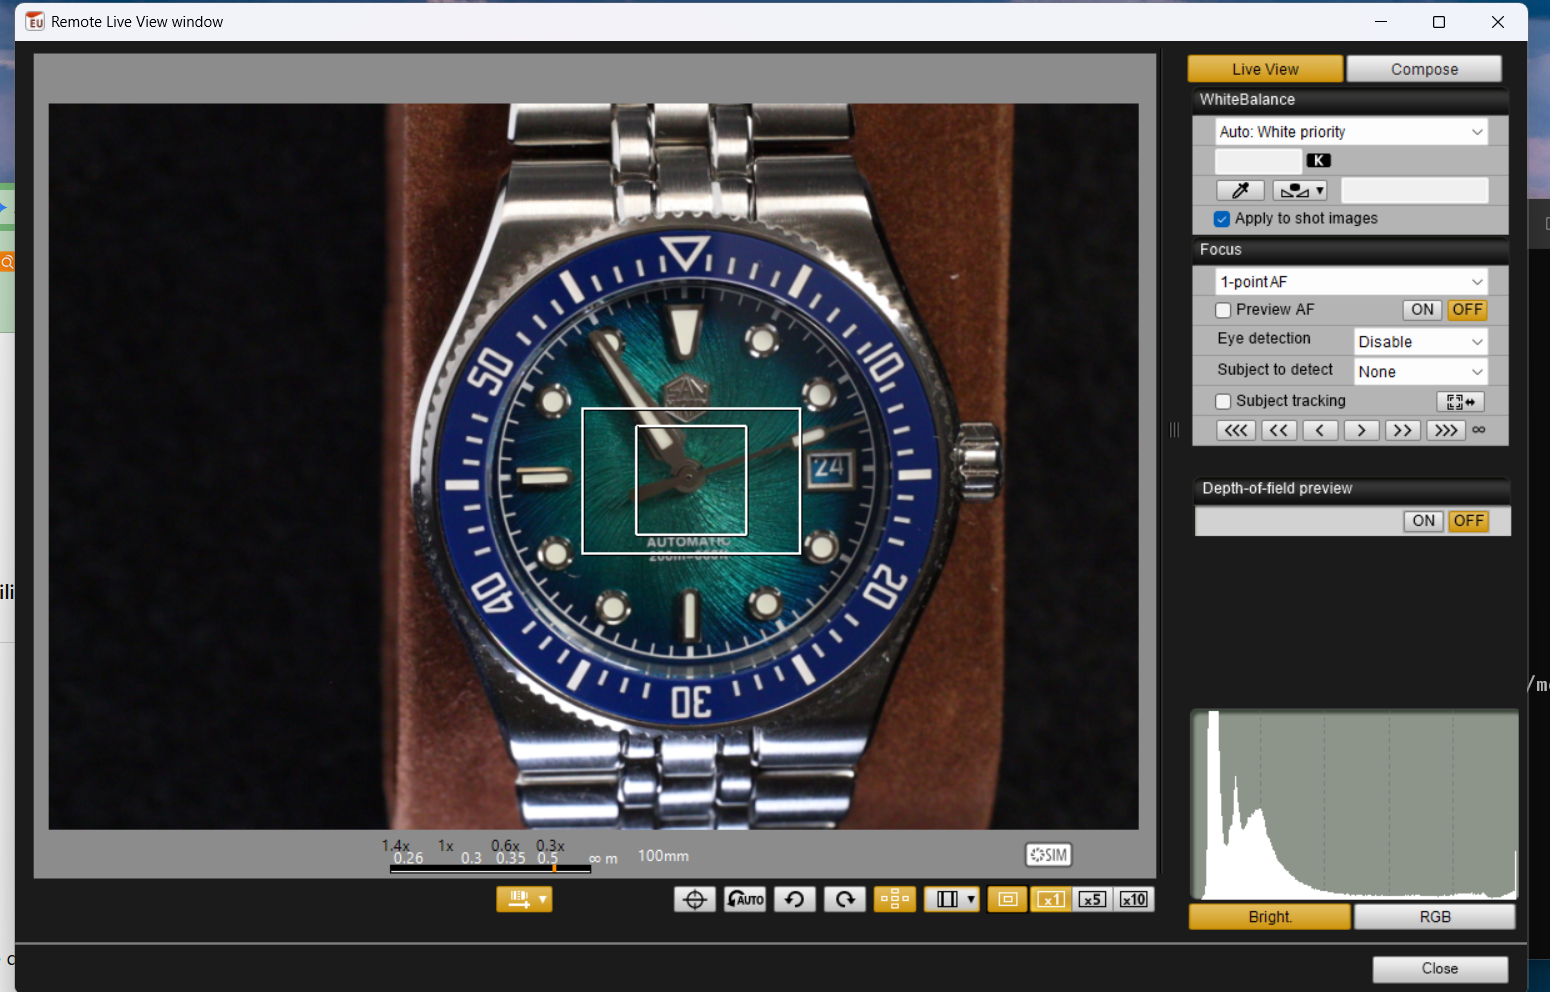 EU Remote Live View window
Live View Compose
WhiteBalance
Auto: White priority
K
Apply to shot images
Focus
1-point AF
Preview AF ON OFF
Eye detection Disable
Subject to detect None
Subject tracking
<<< << < > >> >>> ∞
Depth-of-field preview
ON OFF
10
20
30
40
50
SAN
24
AUTOMATIC
1.4x 1x 0.6x 0.3x
0.26 0.3 0.35 0.5 ∞ m 100mm
SIM
AUTO
x1 x5 x10
Bright. RGB
Close